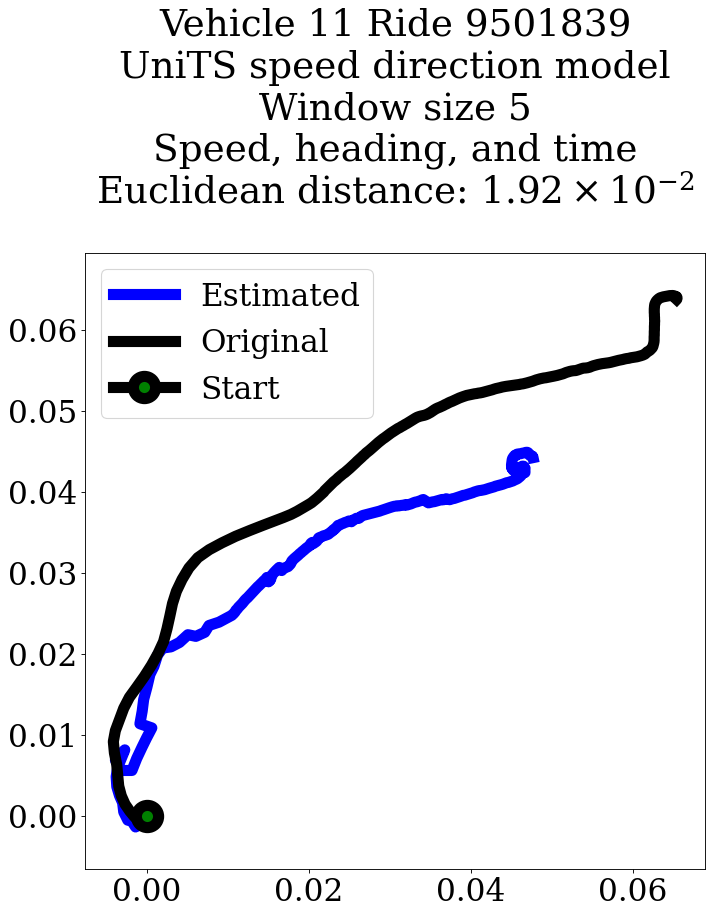 Vehicle 11 Ride 9501839
UniTS speed direction model
Window size 5
Speed, heading, and time
Euclidean distance: 1.92 × 10⁻²
Estimated
Original
Start
0.06
0.05
0.04
0.03
0.02
0.01
0.00
0.00 0.02 0.04 0.06